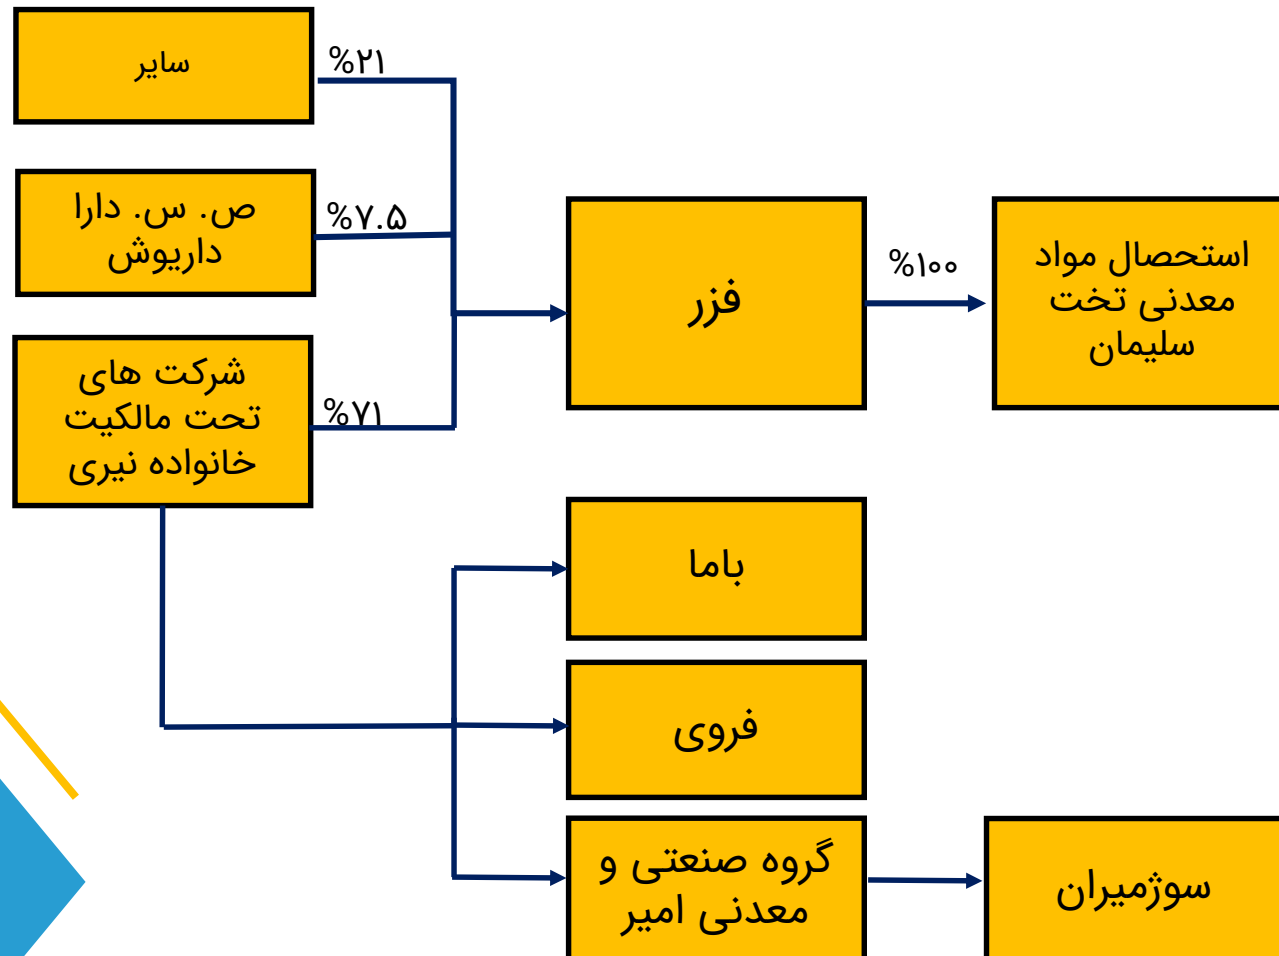 سایر
%۲۱
ص. س. دارا
داریوش
%۷.۵
شرکت های
تحت مالکیت
خانواده نیری
%۷۱
فزر
%۱۰۰
استحصال مواد
معدنی تخت
سلیمان
باما
فروی
گروه صنعتی و
معدنی امیر
سوژمیران